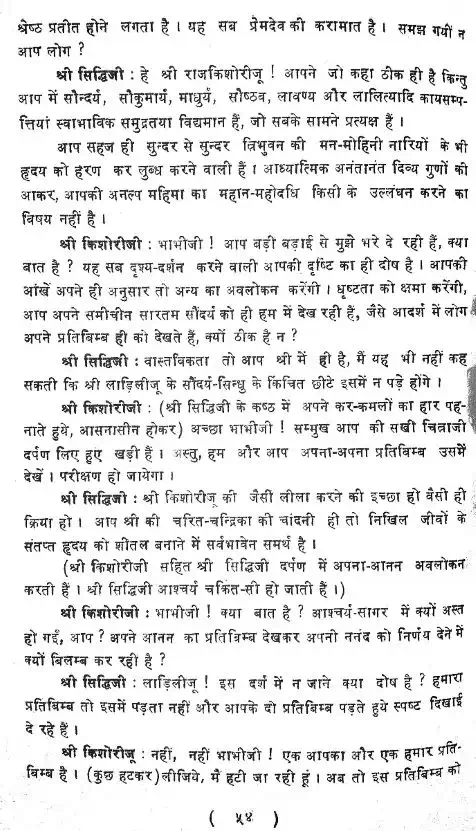 श्रेष्ठ प्रतीत होने लगता है । यह सब प्रेमदेव की करामात है । समझ गयीं न
आप लोग ?
श्री सिद्धिजी : हे श्री राजकिशोरीजू ! आपने जो कहा ठीक ही है किन्तु
आप में सौन्दर्य, सौकुमार्य, माधुर्य, सौष्ठव, लावण्य और लालित्यादि कायसम्प-
त्तियां स्वाभाविक समुद्रतया विद्यमान हैं, जो सबके सामने प्रत्यक्ष हैं ।
आप सहज ही सुन्दर से सुन्दर त्रिभुवन की मन-मोहिनी नारियों के भी
हृदय को हरण कर लुब्ध करने वाली हैं । आध्यात्मिक अनंतानंत दिव्य गुणों की
आकर, आपकी अनल्प महिमा का महान-महोदधि किसी के उल्लंघन करने का
विषय नहीं है ।
श्री किशोरीजी : भाभीजी ! आप बड़ी बड़ाई से मुझे भरे दे रही हैं, क्या
बात है ? यह सब दृश्य-दर्शन करने वाली आपकी दृष्टि का ही दोष है । आपकी
आंखें अपने ही अनुसार तो अन्य का अवलोकन करेंगी । धृष्टता को क्षमा करेंगी,
आप अपने समीचीन सारतम सौंदर्य को ही हम में देख रही हैं, जैसे आदर्श में लोग
अपने प्रतिबिम्ब ही को देखते हैं, क्यों ठीक है न ?
श्री सिद्धिजी : वास्तविकता तो आप श्री में ही है, मैं यह भी नहीं कह
सकती कि श्री लाड़िलीजू के सौंदर्य-सिन्धु के किंचित छीटे इसमें न पड़े होंगे ।
श्री किशोरीजी : (श्री सिद्धिजी के कण्ठ में अपने कर-कमलों का हार पह-
नाते हुये, आसनासीन होकर) अच्छा भाभीजी ! सम्मुख आप की सखी चित्राजी
दर्पण लिए हुए खड़ी हैं । अस्तु, हम और आप अपना-अपना प्रतिबिम्ब उसमें
देखें । परीक्षण हो जायेगा ।
श्री सिद्धिजी : श्री किशोरीजू की जैसी लीला करने की इच्छा हो वैसी ही
क्रिया हो । आप श्री की चरित-चन्द्रिका की चांदनी ही तो निखिल जीवों के
संतप्त हृदय को शीतल बनाने में सर्वभावेन समर्थ है ।
(श्री किशोरीजी सहित श्री सिद्धिजी दर्पण में अपना-आनन अवलोकन
करती हैं । श्री सिद्धिजी आश्चर्य चकित-सी हो जाती हैं ।)
श्री किशोरीजी : भाभीजी ! क्या बात है ? आश्चर्य-सागर में क्यों अस्त
हो गईं, आप ? अपने आनन का प्रतिबिम्ब देखकर अपनी ननंद को निर्णय देने में
क्यों बिलम्ब कर रही है ?
श्री सिद्धिजी : लाड़िलीजू ! इस दर्श में न जाने क्या दोष है ? हमारा
प्रतिबिम्ब तो इसमें पड़ता नहीं और आपके दो प्रतिबिम्ब पड़ते हुये स्पष्ट दिखाई
दे रहे हैं ।
श्री किशोरीजू : नहीं, नहीं भाभीजी ! एक आपका और एक हमार प्रति-
बिम्ब है । (कुछ हटकर) लीजिये, मैं हटी जा रही हूं । अब तो इस प्रतिबिम्ब को
( ५४ )